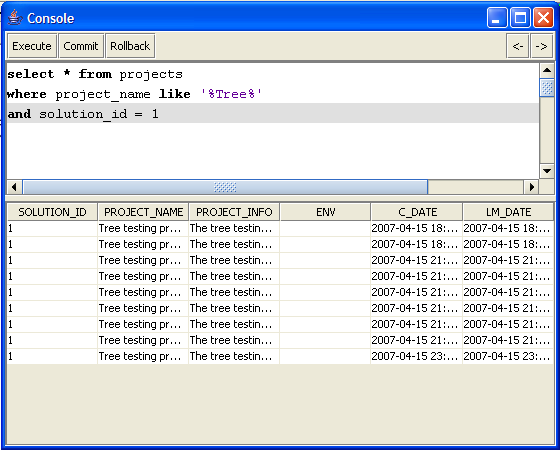 Console
Execute Commit Rollback <- ->
select * from projects
where project_name like '%Tree%'
and solution_id = 1
SOLUTION_ID PROJECT_NAME PROJECT_INFO ENV C_DATE LM_DATE
1 Tree testing pr... The tree testin... 2007-04-15 18:... 2007-04-15 18:...
1 Tree testing pr... The tree testin... 2007-04-15 18:... 2007-04-15 18:...
1 Tree testing pr... The tree testin... 2007-04-15 21:... 2007-04-15 21:...
1 Tree testing pr... The tree testin... 2007-04-15 21:... 2007-04-15 21:...
1 Tree testing pr... The tree testin... 2007-04-15 21:... 2007-04-15 21:...
1 Tree testing pr... The tree testin... 2007-04-15 21:... 2007-04-15 21:...
1 Tree testing pr... The tree testin... 2007-04-15 21:... 2007-04-15 21:...
1 Tree testing pr... The tree testin... 2007-04-15 21:... 2007-04-15 21:...
1 Tree testing pr... The tree testin... 2007-04-15 23:... 2007-04-15 23:...